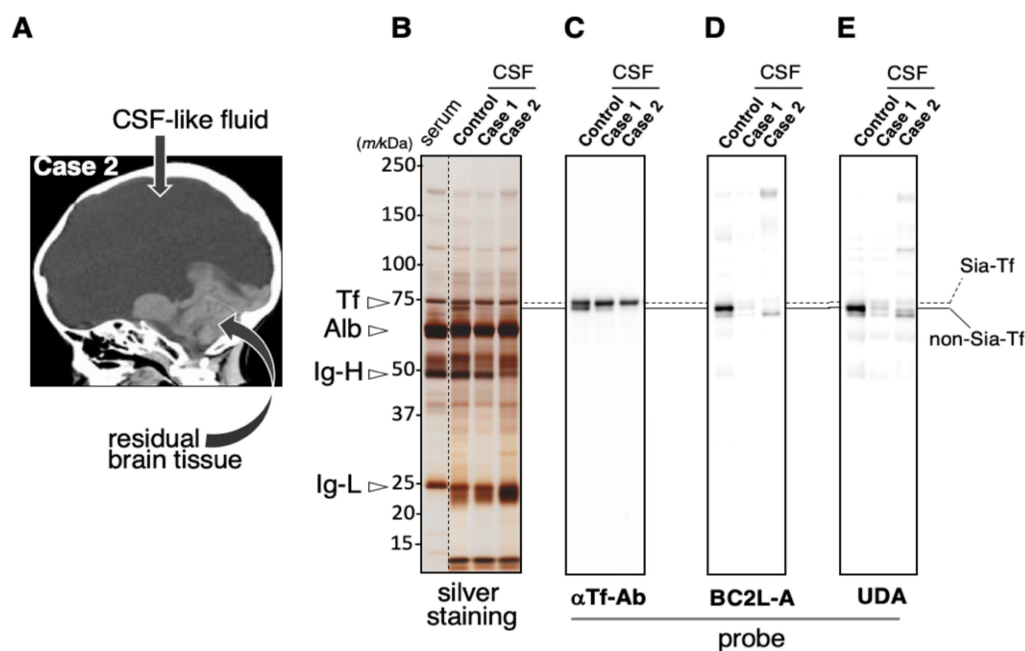 A
CSF-like fluid
Case 2
residual
brain tissue
B
CSF
serum
Control
Case 1
Case 2
(m/kDa)
250
150
100
Tf
75
Alb
Ig-H
50
37
Ig-L
25
20
15
silver
staining
C
CSF
Control
Case 1
Case 2
αTf-Ab
D
CSF
Control
Case 1
Case 2
BC2L-A
E
CSF
Control
Case 1
Case 2
Sia-Tf
non-Sia-Tf
UDA
probe